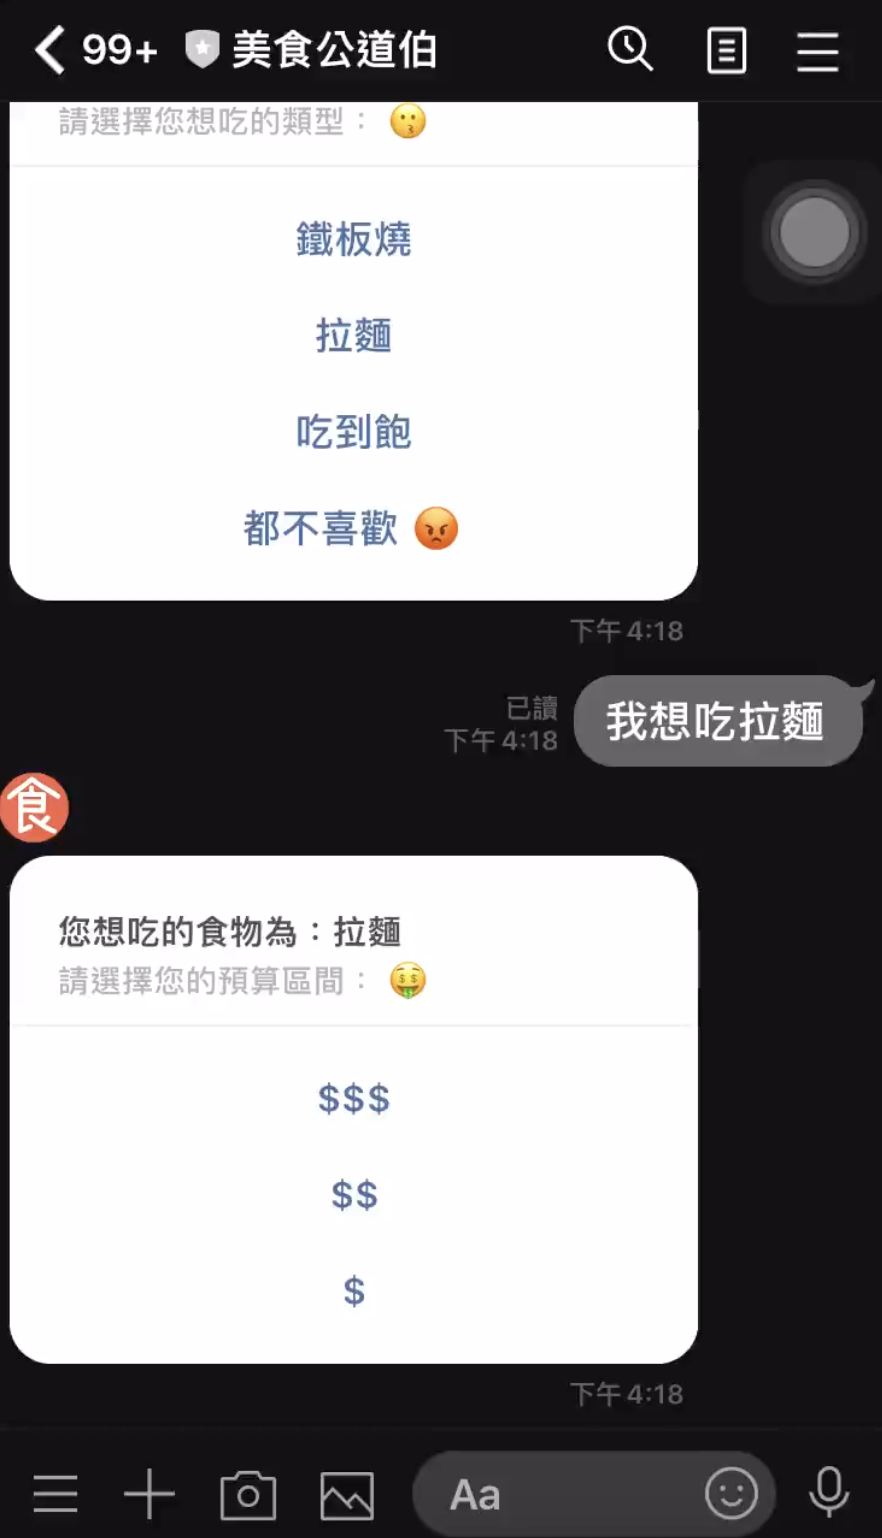 99+ 美食公道伯
請選擇您想吃的類型：😗
鐵板燒
拉麵
吃到飽
都不喜歡 😡
下午 4:18
已讀
下午 4:18
我想吃拉麵
食
您想吃的食物為：拉麵
請選擇您的預算區間：🤑
$$$
$$
$
下午 4:18
Aa